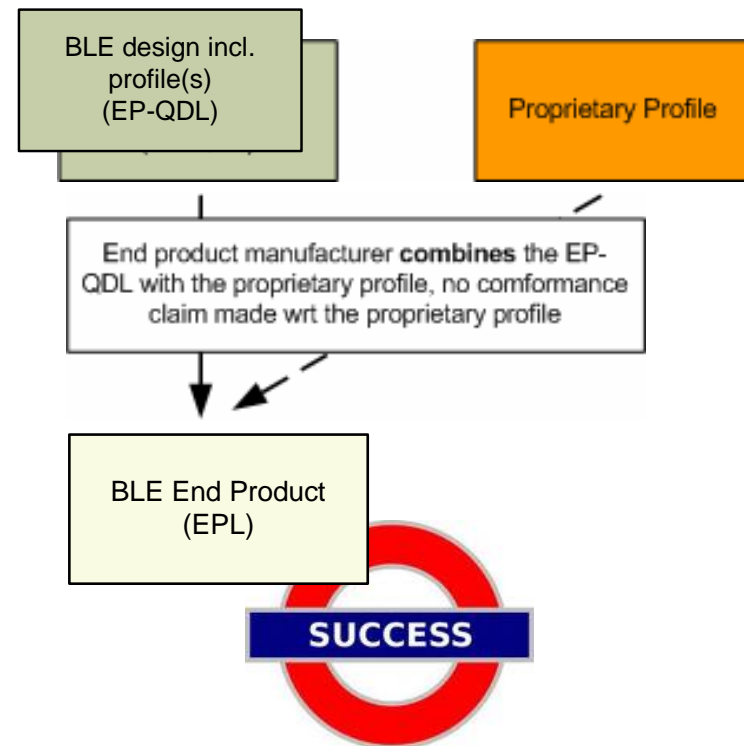 BLE design incl.
profile(s)
(EP-QDL)
Proprietary Profile
End product manufacturer combines the EP-
QDL with the proprietary profile, no comformance
claim made wrt the proprietary profile
BLE End Product
(EPL)
SUCCESS